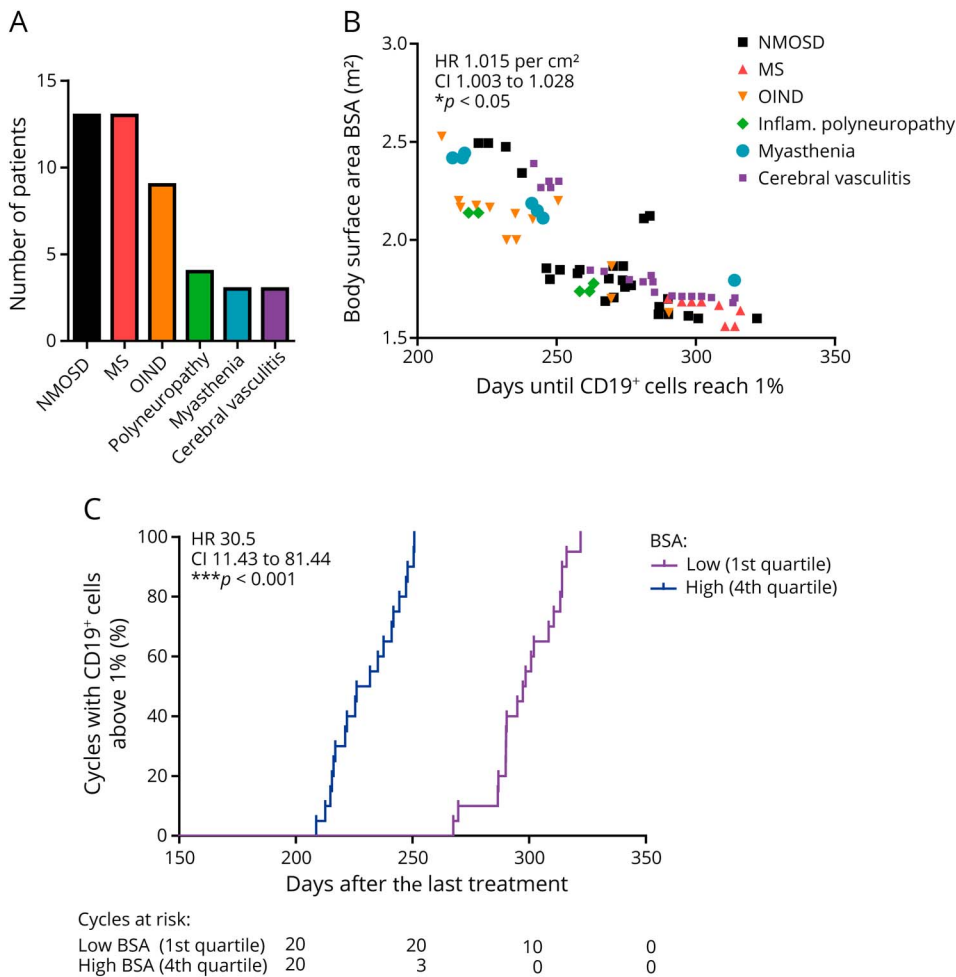 A
Number of patients
15
10
5
0
NMOSD
MS
OIND
Polyneuropathy
Myasthenia
Cerebral vasculitis
B
Body surface area BSA (m²)
3.0
2.5
2.0
1.5
HR 1.015 per cm²
CI 1.003 to 1.028
*p < 0.05
NMOSD
MS
OIND
Inflam. polyneuropathy
Myasthenia
Cerebral vasculitis
200 250 300 350
Days until CD19⁺ cells reach 1%
C
Cycles with CD19⁺ cells
above 1% (%)
100
80
60
40
20
0
HR 30.5
CI 11.43 to 81.44
***p < 0.001
BSA:
Low (1st quartile)
High (4th quartile)
150 200 250 300 350
Days after the last treatment
Cycles at risk:
Low BSA (1st quartile) 20 20 10 0
High BSA (4th quartile) 20 3 0 0